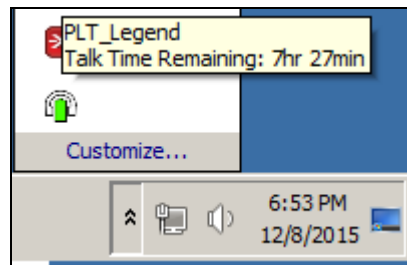 PLT_Legend
Talk Time Remaining: 7hr 27min
Customize...
6:53 PM
12/8/2015